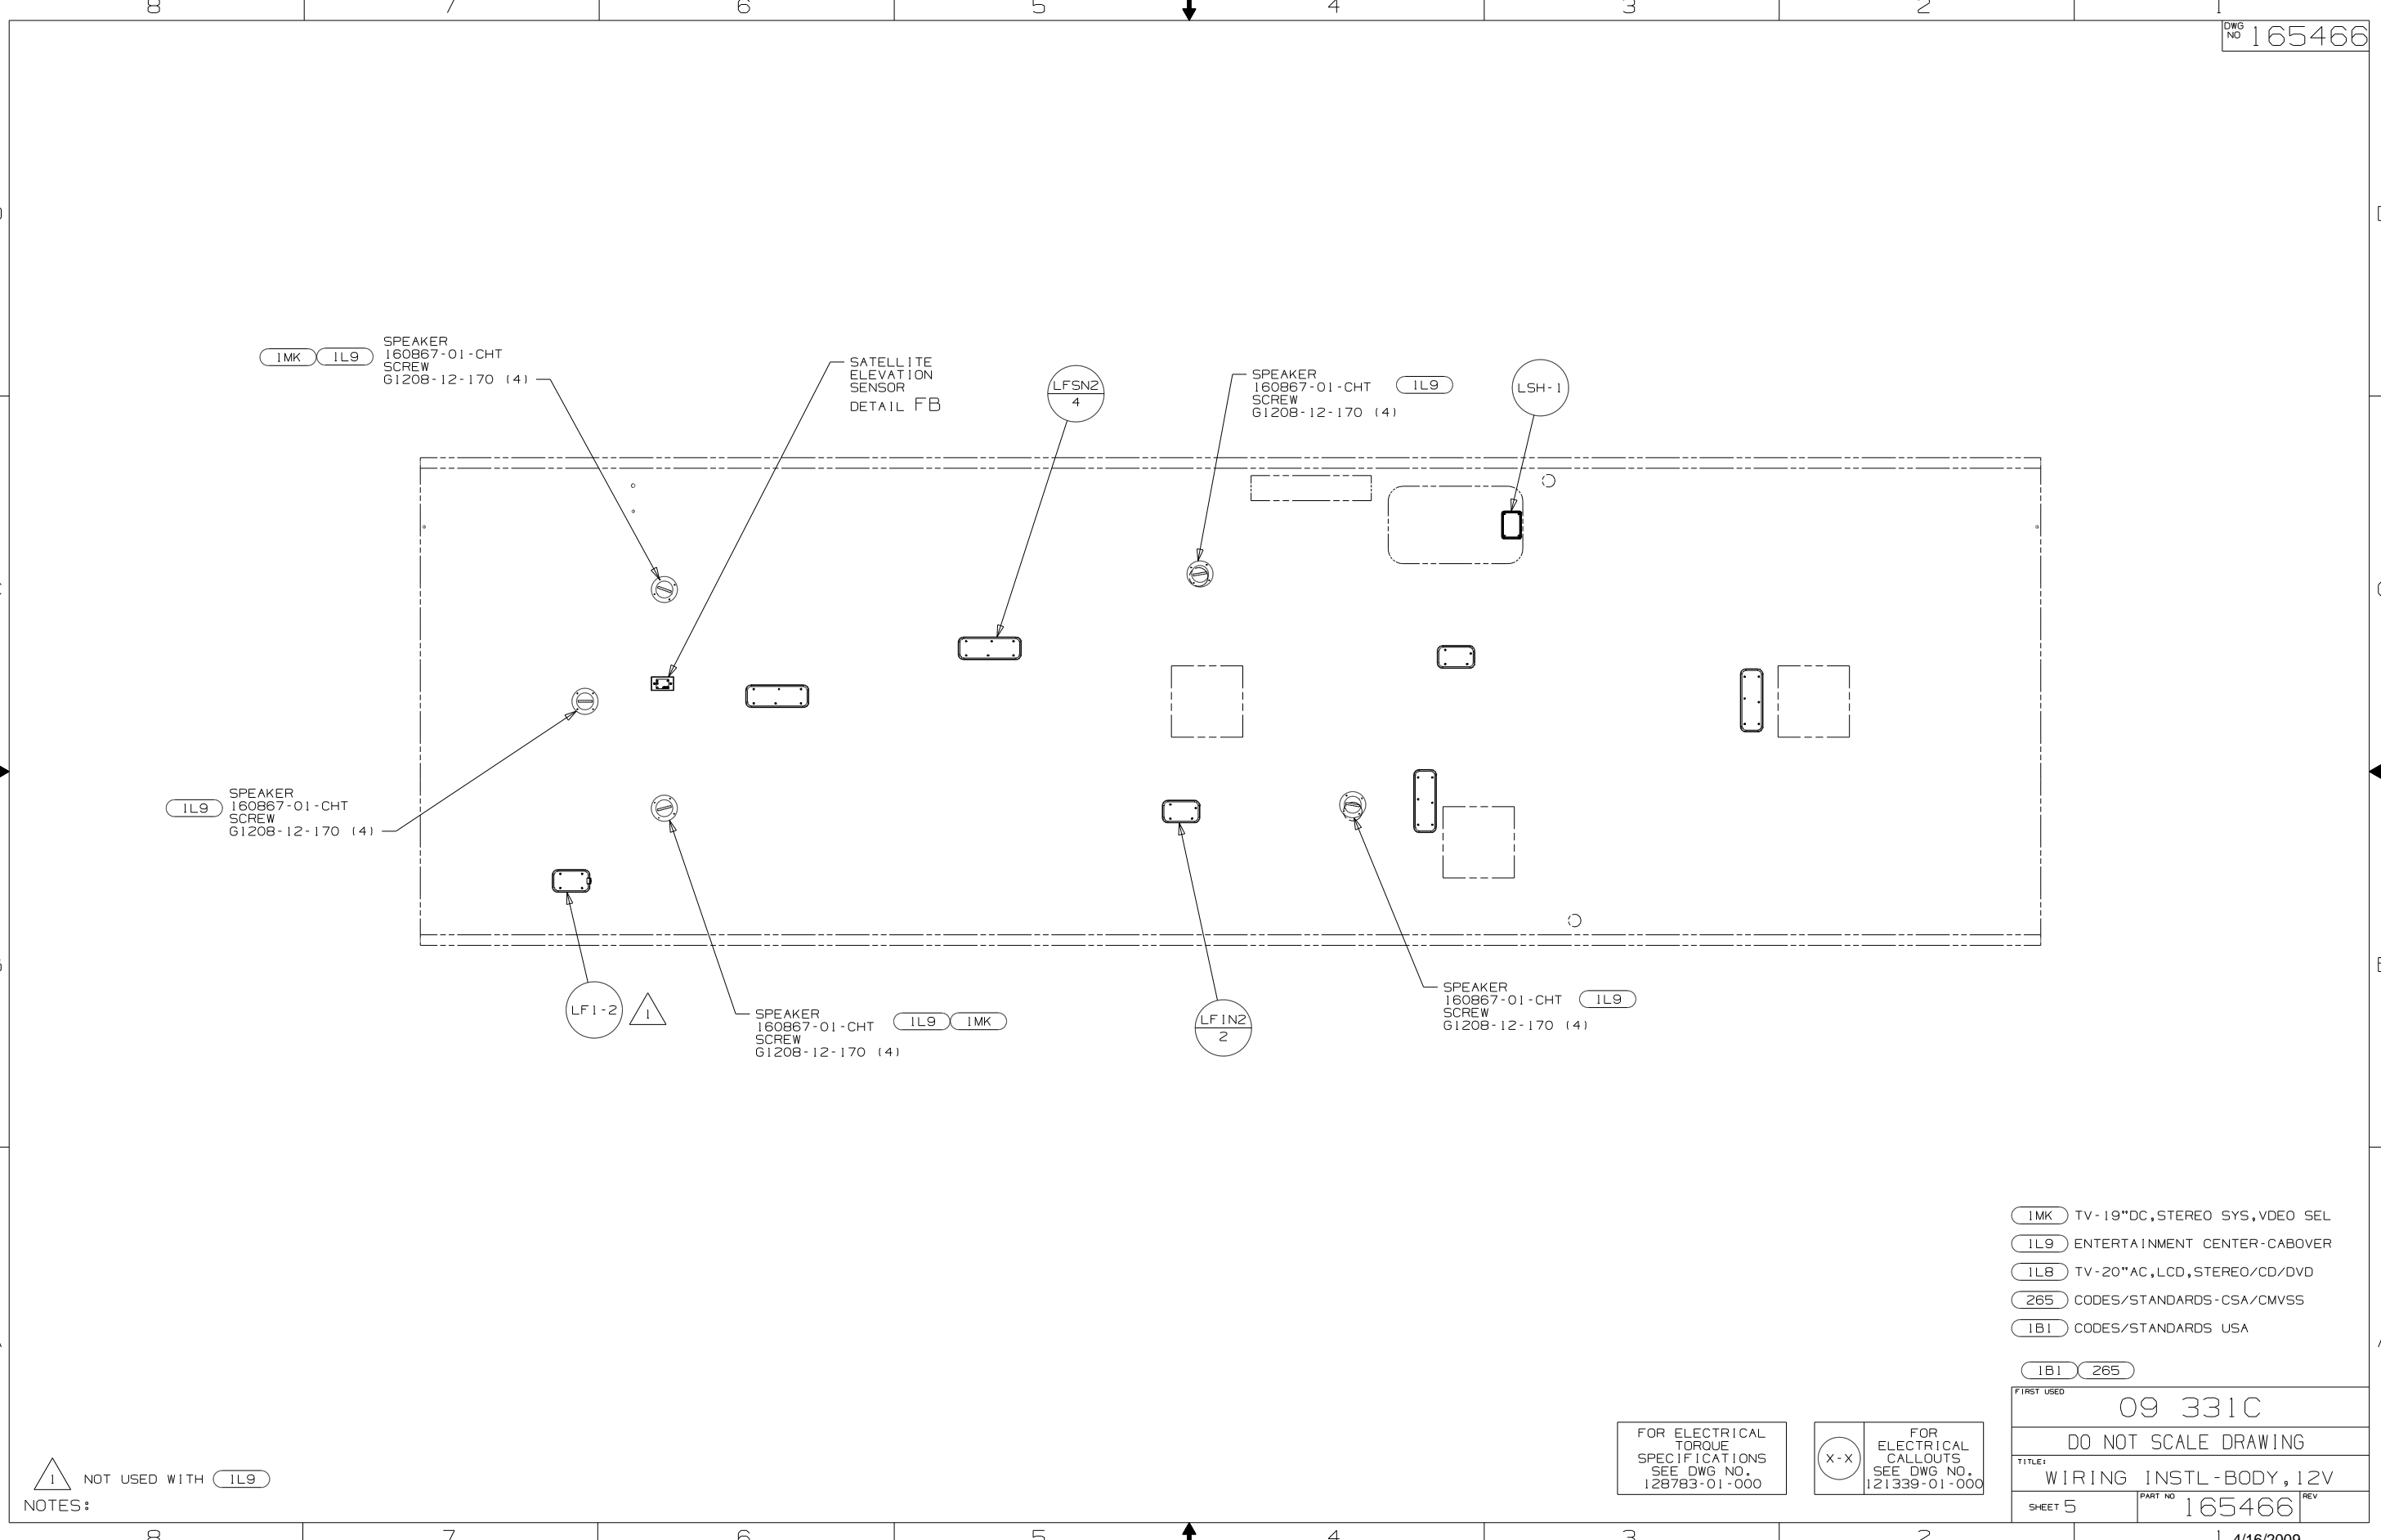 8 7 6 5 4 3 2 1
DWG NO 165466
D D
SPEAKER
1MK 1L9 160867-01-CHT
SCREW
G1208-12-170 (4)
SATELLITE
ELEVATION
SENSOR
DETAIL FB
LFSN2
4
SPEAKER
160867-01-CHT 1L9
SCREW
G1208-12-170 (4)
LSH-1
C C
SPEAKER
1L9 160867-01-CHT
SCREW
G1208-12-170 (4)
B B
LF1-2 1
SPEAKER
160867-01-CHT 1L9 1MK
SCREW
G1208-12-170 (4)
LF1N2
2
SPEAKER
160867-01-CHT 1L9
SCREW
G1208-12-170 (4)
1MK TV-19"DC,STEREO SYS,VDEO SEL
1L9 ENTERTAINMENT CENTER-CABOVER
1L8 TV-20"AC,LCD,STEREO/CD/DVD
265 CODES/STANDARDS-CSA/CMVSS
1B1 CODES/STANDARDS USA
A A
1B1 265
FIRST USED
09 331C
DO NOT SCALE DRAWING
TITLE:
WIRING INSTL-BODY,12V
SHEET 5 PART NO 165466 REV
FOR ELECTRICAL
TORQUE
SPECIFICATIONS
SEE DWG NO.
128783-01-000
X-X
FOR
ELECTRICAL
CALLOUTS
SEE DWG NO.
121339-01-000
1 NOT USED WITH 1L9
NOTES:
8 7 6 5 4 3 2 1
4/16/2009